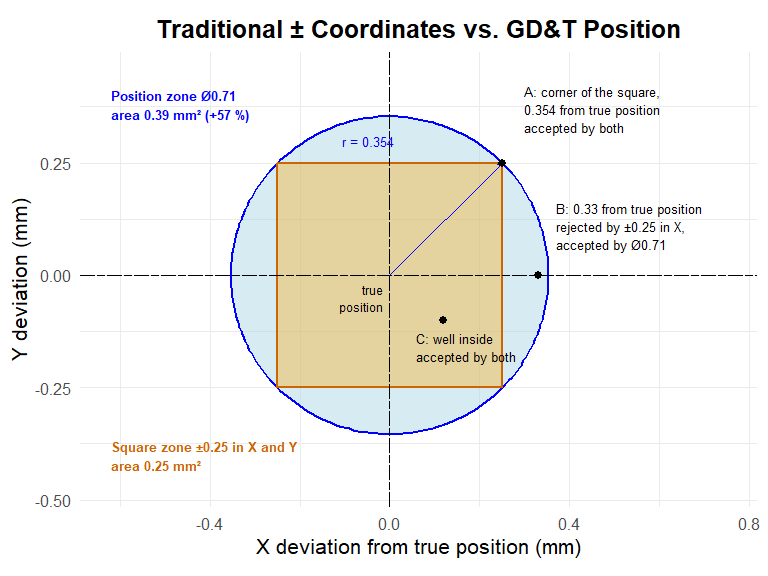 Traditional ± Coordinates vs. GD&T Position
Position zone Ø0.71
area 0.39 mm² (+57 %)
A: corner of the square,
0.354 from true position
accepted by both
r = 0.354
B: 0.33 from true position
rejected by ±0.25 in X,
accepted by Ø0.71
true
position
C: well inside
accepted by both
Square zone ±0.25 in X and Y
area 0.25 mm²
Y deviation (mm)
0.25
0.00
-0.25
-0.50
-0.4
0.0
0.4
0.8
X deviation from true position (mm)